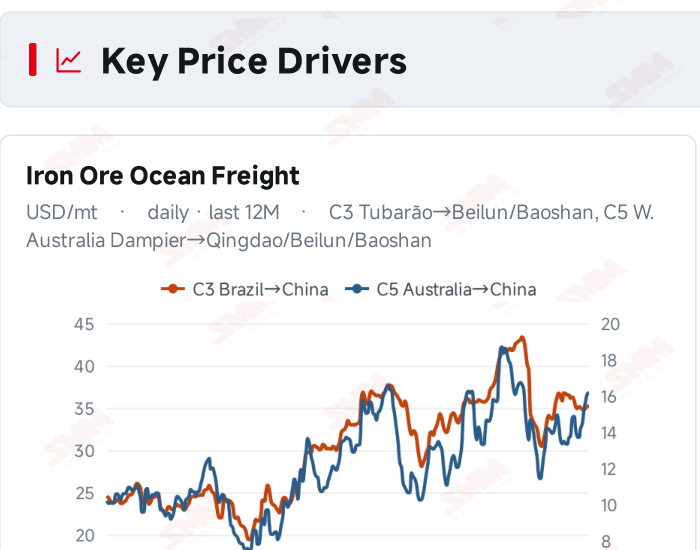 Key Price Drivers
Iron Ore Ocean Freight
USD/mt · daily · last 12M · C3 Tubarão→Beilun/Baoshan, C5 W.
Australia Dampier→Qingdao/Beilun/Baoshan
C3 Brazil→China C5 Australia→China
45 20
40 18
35 16
30 14
25 12
20 10
8
SMM